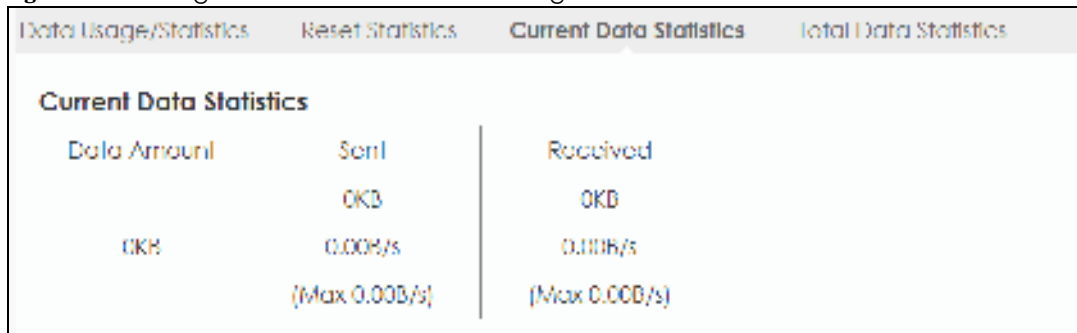 Data Usage/Statistics Reset Statistics Current Data Statistics Total Data Statistics
Current Data Statistics
Data Amount Sent Received
0KB 0KB
0KB 0.00B/s 0.00B/s
(Max 0.00B/s) (Max 0.00B/s)